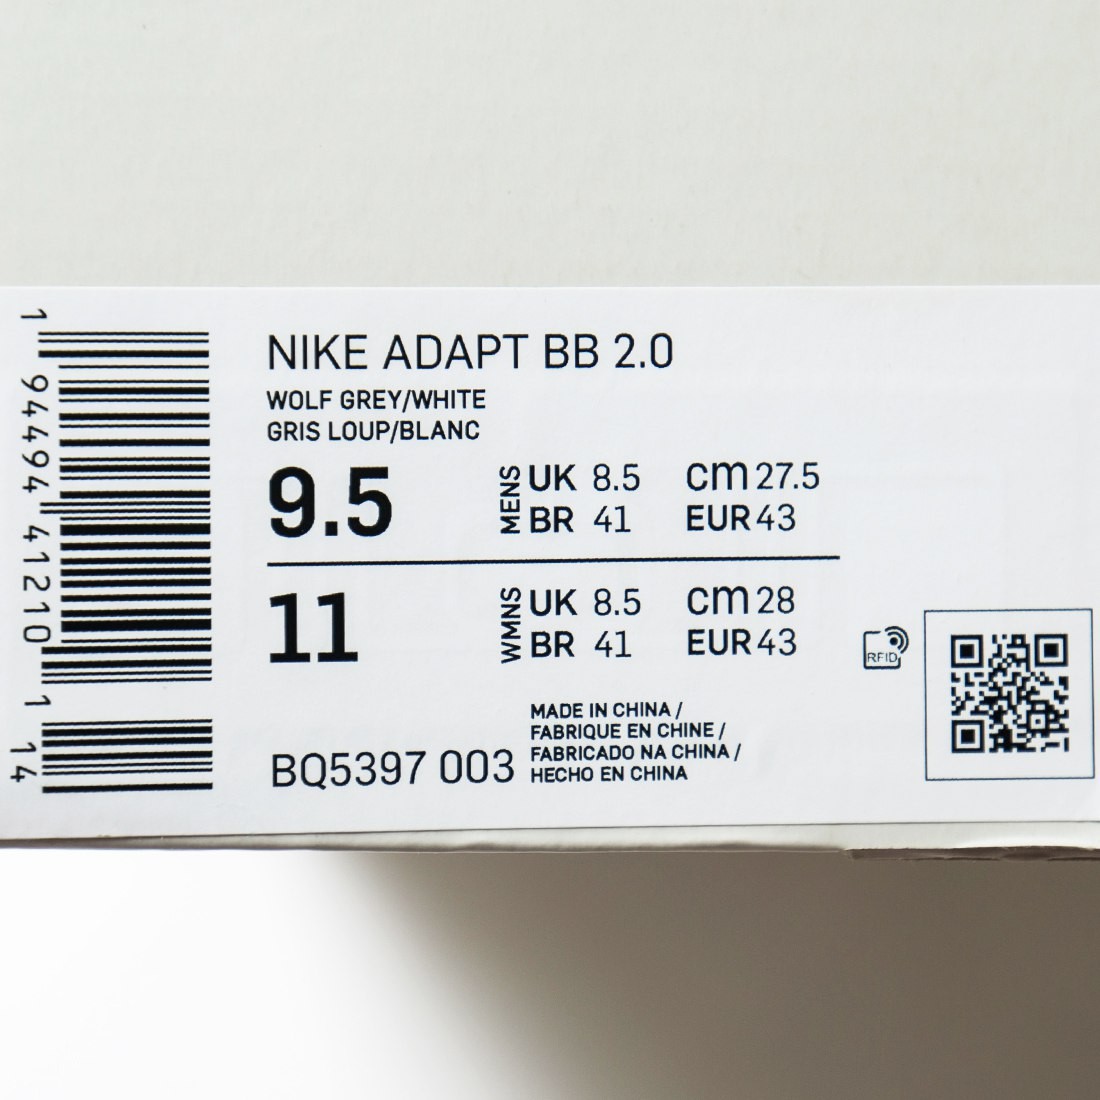 1 94494 41210 1 14
NIKE ADAPT BB 2.0
WOLF GREY/WHITE
GRIS LOUP/BLANC
9.5
MENS
UK 8.5 CM 27.5
BR 41 EUR 43
11
WMNS
UK 8.5 CM 28
BR 41 EUR 43
RFID
MADE IN CHINA /
FABRIQUE EN CHINE /
FABRICADO NA CHINA /
HECHO EN CHINA
BQ5397 003